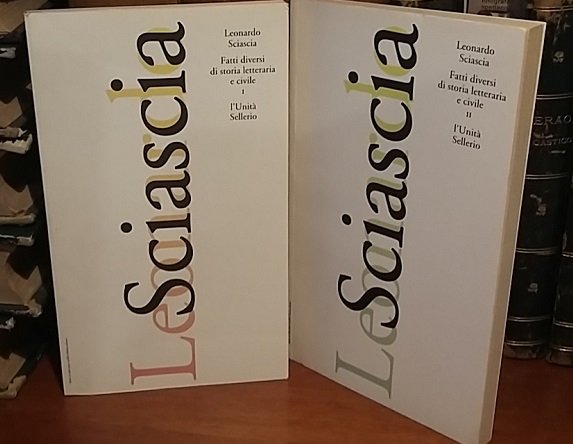 Leonardo
Sciascia
Fatti diversi
di storia letteraria
e civile
I
l'Unità
Sellerio
Sciascia
Leonardo
Sciascia
Fatti diversi
di storia letteraria
e civile
II
l'Unità
Sellerio
Sciascia